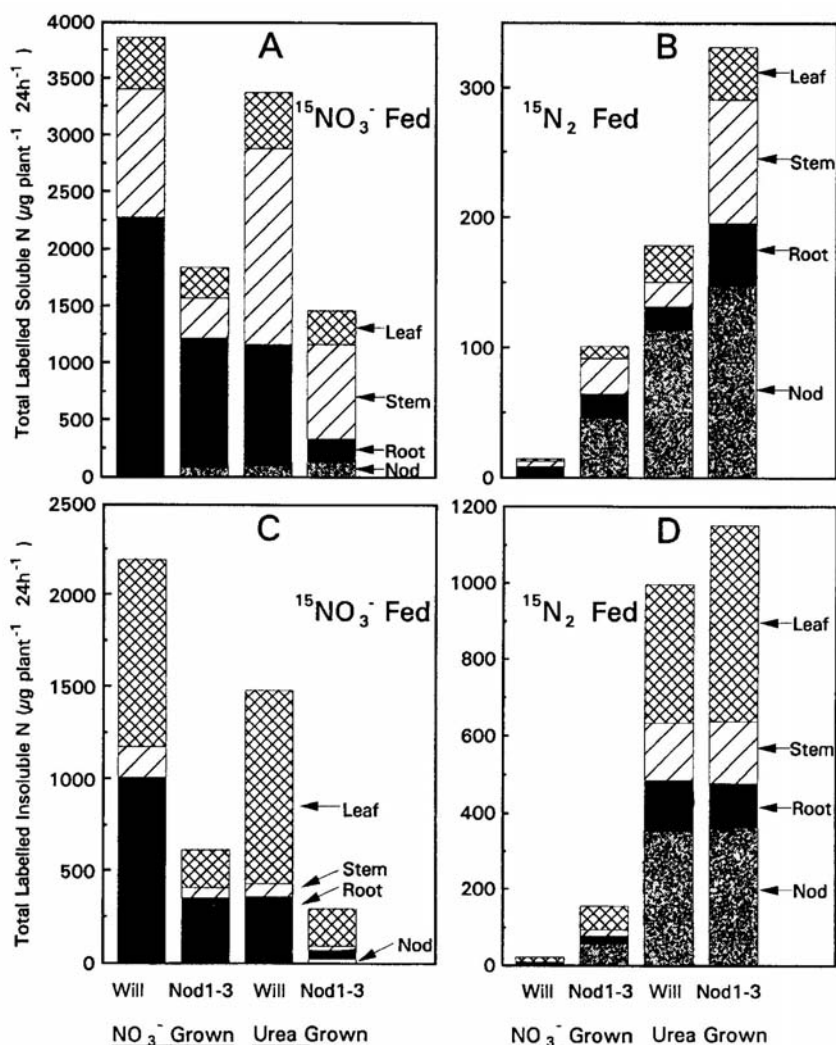 Total Labelled Soluble N (µg plant⁻¹ 24h⁻¹)
4000
3500
3000
2500
2000
1500
1000
500
0
A
¹⁵NO₃⁻ Fed
Leaf
Stem
Root
Nod
300
200
100
0
B
¹⁵N₂ Fed
Leaf
Stem
Root
Nod
Total Labelled Insoluble N (µg plant⁻¹ 24h⁻¹)
2500
2000
1500
1000
500
0
C
¹⁵NO₃⁻ Fed
Leaf
Stem
Root
Nod
1200
1000
800
600
400
200
0
D
¹⁵N₂ Fed
Leaf
Stem
Root
Nod
Will Nod1-3 Will Nod1-3
NO₃⁻ Grown Urea Grown
Will Nod1-3 Will Nod1-3
NO₃⁻ Grown Urea Grown